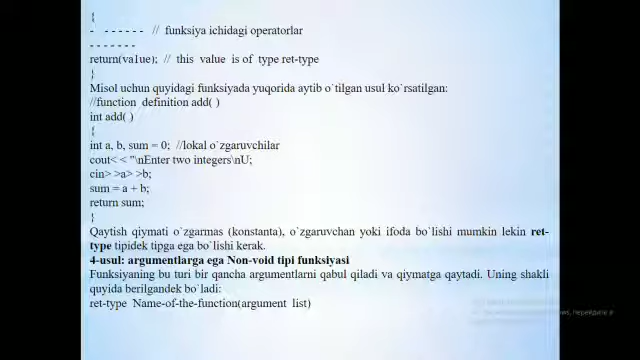 {
- ------ // funksiya ichidagi operatorlar
-------
return(va1ue); // this value is of type ret-type
}
Misol uchun quyidagi funksiyada yuqorida aytib o`tilgan usul ko`rsatilgan:
//function definition add( )
int add( )
{
int a, b, sum = 0; //lokal o`zgaruvchilar
cout< < "\nEnter two integers\nU;
cin> >a> >b;
sum = a + b;
return sum;
}
Qaytish qiymati o`zgarmas (konstanta), o`zgaruvchan yoki ifoda bo`lishi mumkin lekin ret-
type tipidek tipga ega bo`lishi kerak.
4-usul: argumentlarga ega Non-void tipi funksiyasi
Funksiyaning bu turi bir qancha argumentlarni qabul qiladi va qiymatga qaytadi. Uning shakli
quyida berilgandek bo`ladi:
ret-type Name-of-the-function(argument list)
перейдите в